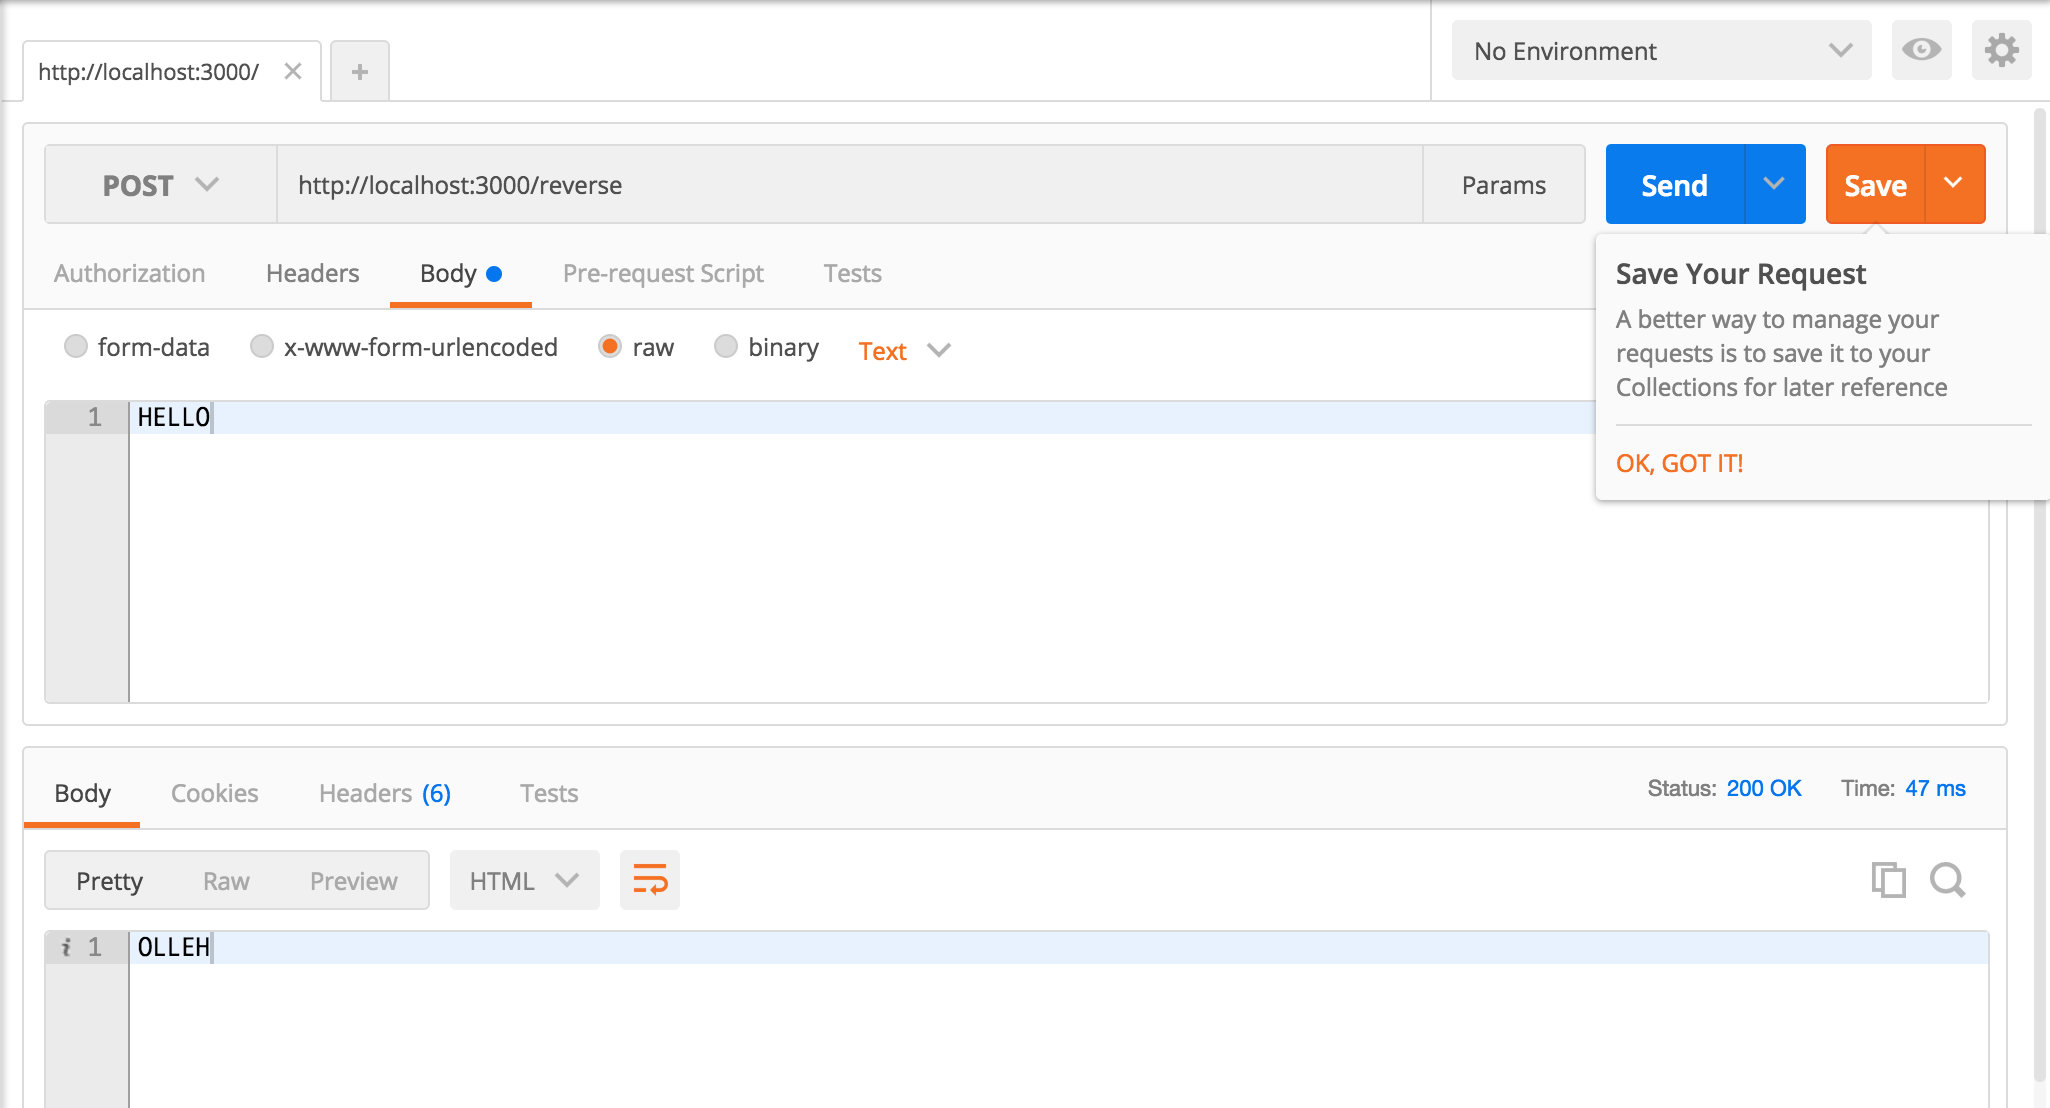 http://localhost:3000/
No Environment
POST http://localhost:3000/reverse Params Send Save
Authorization Headers Body Pre-request Script Tests
Save Your Request
A better way to manage your
requests is to save it to your
Collections for later reference
OK, GOT IT!
form-data x-www-form-urlencoded raw binary Text
1 HELLO
Body Cookies Headers (6) Tests Status: 200 OK Time: 47 ms
Pretty Raw Preview HTML
i 1 OLLEH